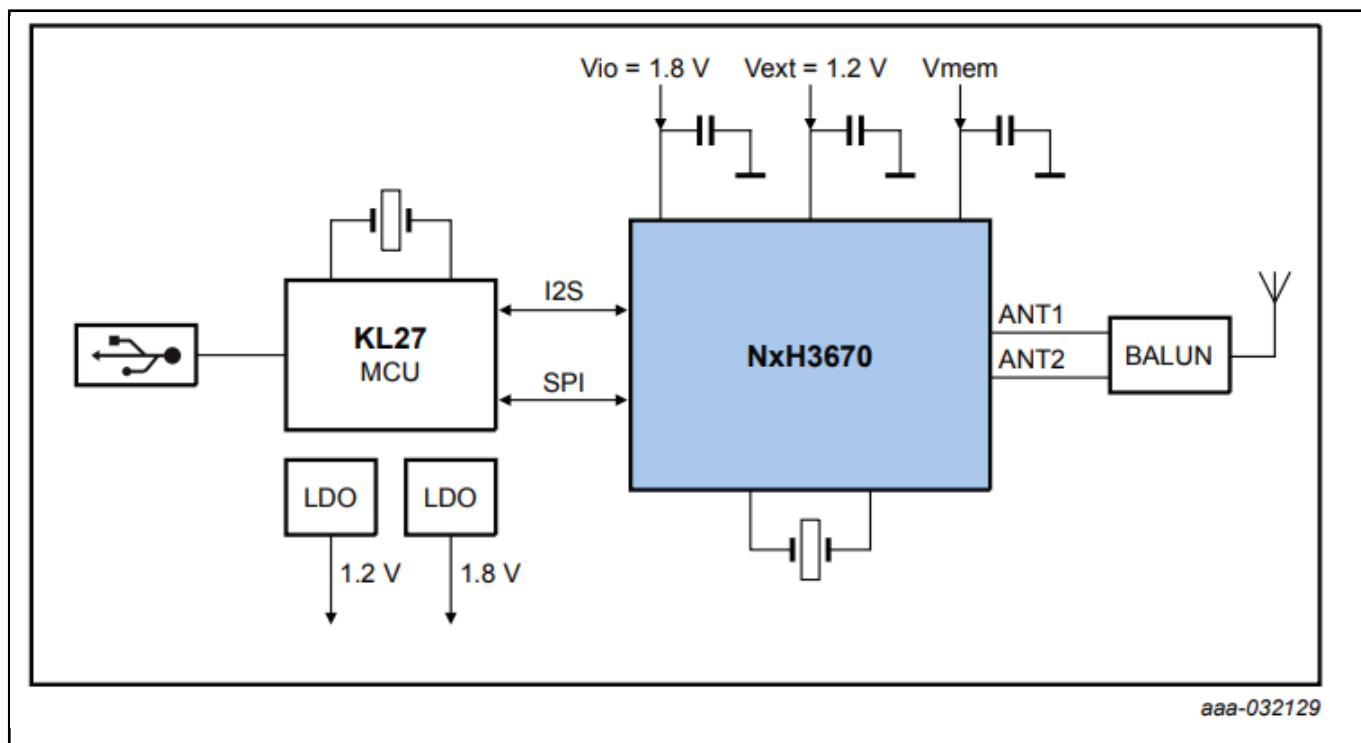 Vio = 1.8 V Vext = 1.2 V Vmem
I2S
KL27
MCU
NxH3670
ANT1
ANT2
BALUN
SPI
LDO LDO
1.2 V 1.8 V
aaa-032129